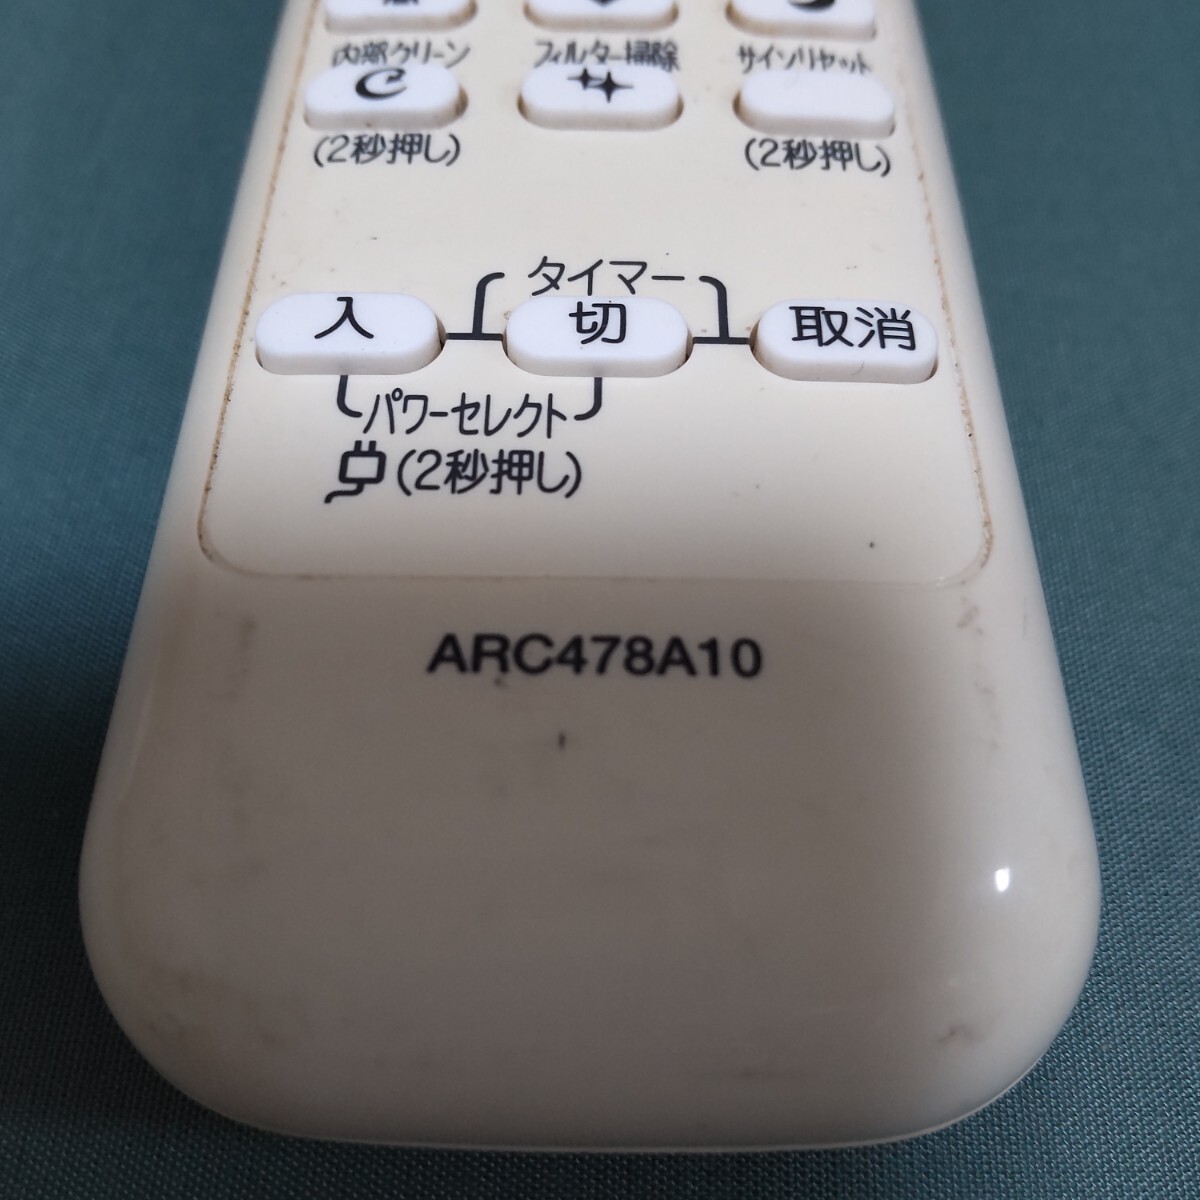 内部クリーン フィルター掃除 サインリセット
(2秒押し) (2秒押し)
タイマー
入 切 取消
パワーセレクト
(2秒押し)
ARC478A10